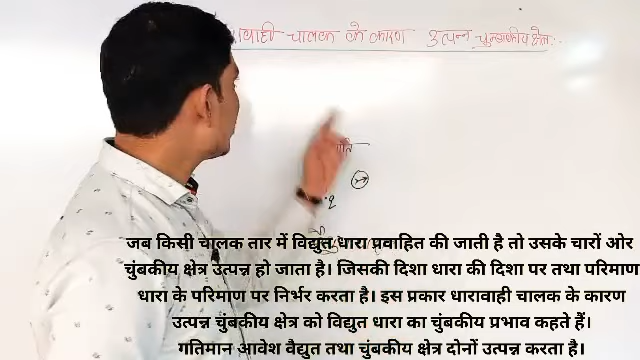 वाही चालक के कारण उत्पन्न चुम्बकीय क्षेत्र :-
गति
q
जब किसी चालक तार में विद्युत धारा प्रवाहित की जाती है तो उसके चारों ओर
चुंबकीय क्षेत्र उत्पन्न हो जाता है। जिसकी दिशा धारा की दिशा पर तथा परिमाण
धारा के परिमाण पर निर्भर करता है। इस प्रकार धारावाही चालक के कारण
उत्पन्न चुंबकीय क्षेत्र को विद्युत धारा का चुंबकीय प्रभाव कहते हैं।
गतिमान आवेश वैद्युत तथा चुंबकीय क्षेत्र दोनों उत्पन्न करता है।